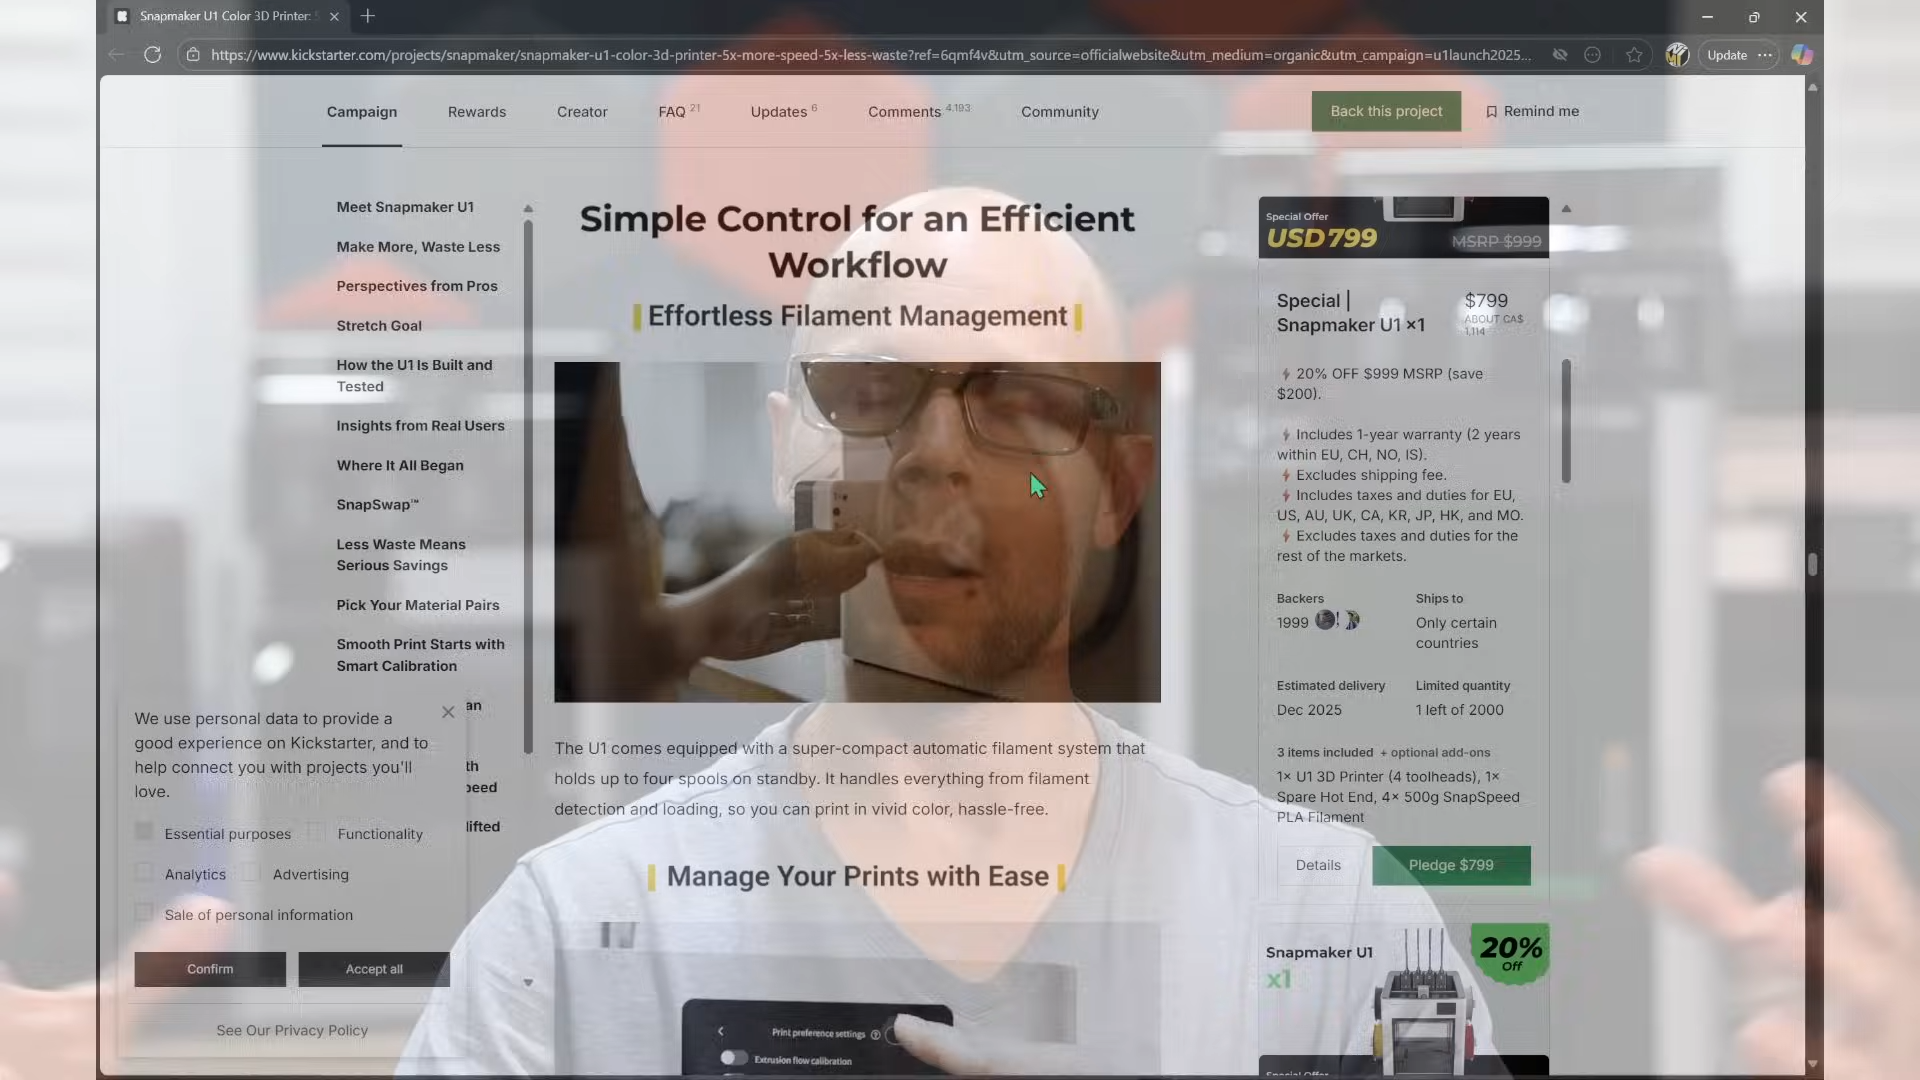 Snapmaker U1 Color 3D Printer:
https://www.kickstarter.com/projects/snapmaker/snapmaker-u1-color-3d-printer-5x-more-speed-5x-less-waste?ref=6qmf4v&utm_source=officialwebsite&utm_medium=organic&utm_campaign=u1launch2025...
Update
Campaign
Rewards
Creator
FAQ 21
Updates 6
Comments 4,193
Community
Back this project
Remind me
Meet Snapmaker U1
Make More, Waste Less
Perspectives from Pros
Stretch Goal
How the U1 Is Built and
Tested
Insights from Real Users
Where It All Began
SnapSwap™
Less Waste Means
Serious Savings
Pick Your Material Pairs
Smooth Print Starts with
Smart Calibration
an
th
peed
lifted
We use personal data to provide a
good experience on Kickstarter, and to
help connect you with projects you'll
love.
Essential purposes
Functionality
Analytics
Advertising
Sale of personal information
Confirm
Accept all
See Our Privacy Policy
Simple Control for an Efficient
Workflow
Effortless Filament Management
The U1 comes equipped with a super-compact automatic filament system that
holds up to four spools on standby. It handles everything from filament
detection and loading, so you can print in vivid color, hassle-free.
Manage Your Prints with Ease
Print preference settings
Extrusion flow calibration
Special Offer
USD799
MSRP $999
Special |
Snapmaker U1 ×1
$799
ABOUT CA$
1,114
20% OFF $999 MSRP (save
$200).
Includes 1-year warranty (2 years
within EU, CH, NO, IS).
Excludes shipping fee.
Includes taxes and duties for EU,
US, AU, UK, CA, KR, JP, HK, and MO.
Excludes taxes and duties for the
rest of the markets.
Backers
1999
Ships to
Only certain
countries
Estimated delivery
Dec 2025
Limited quantity
1 left of 2000
3 items included + optional add-ons
1× U1 3D Printer (4 toolheads), 1×
Spare Hot End, 4× 500g SnapSpeed
PLA Filament
Details
Pledge $799
Snapmaker U1
x1
20%
Off
Special Offer